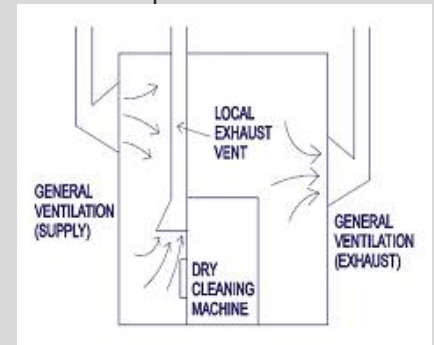 LOCAL
EXHAUST
VENT
GENERAL
VENTILATION
(SUPPLY)
GENERAL
VENTILATION
(EXHAUST)
DRY
CLEANING
MACHINE